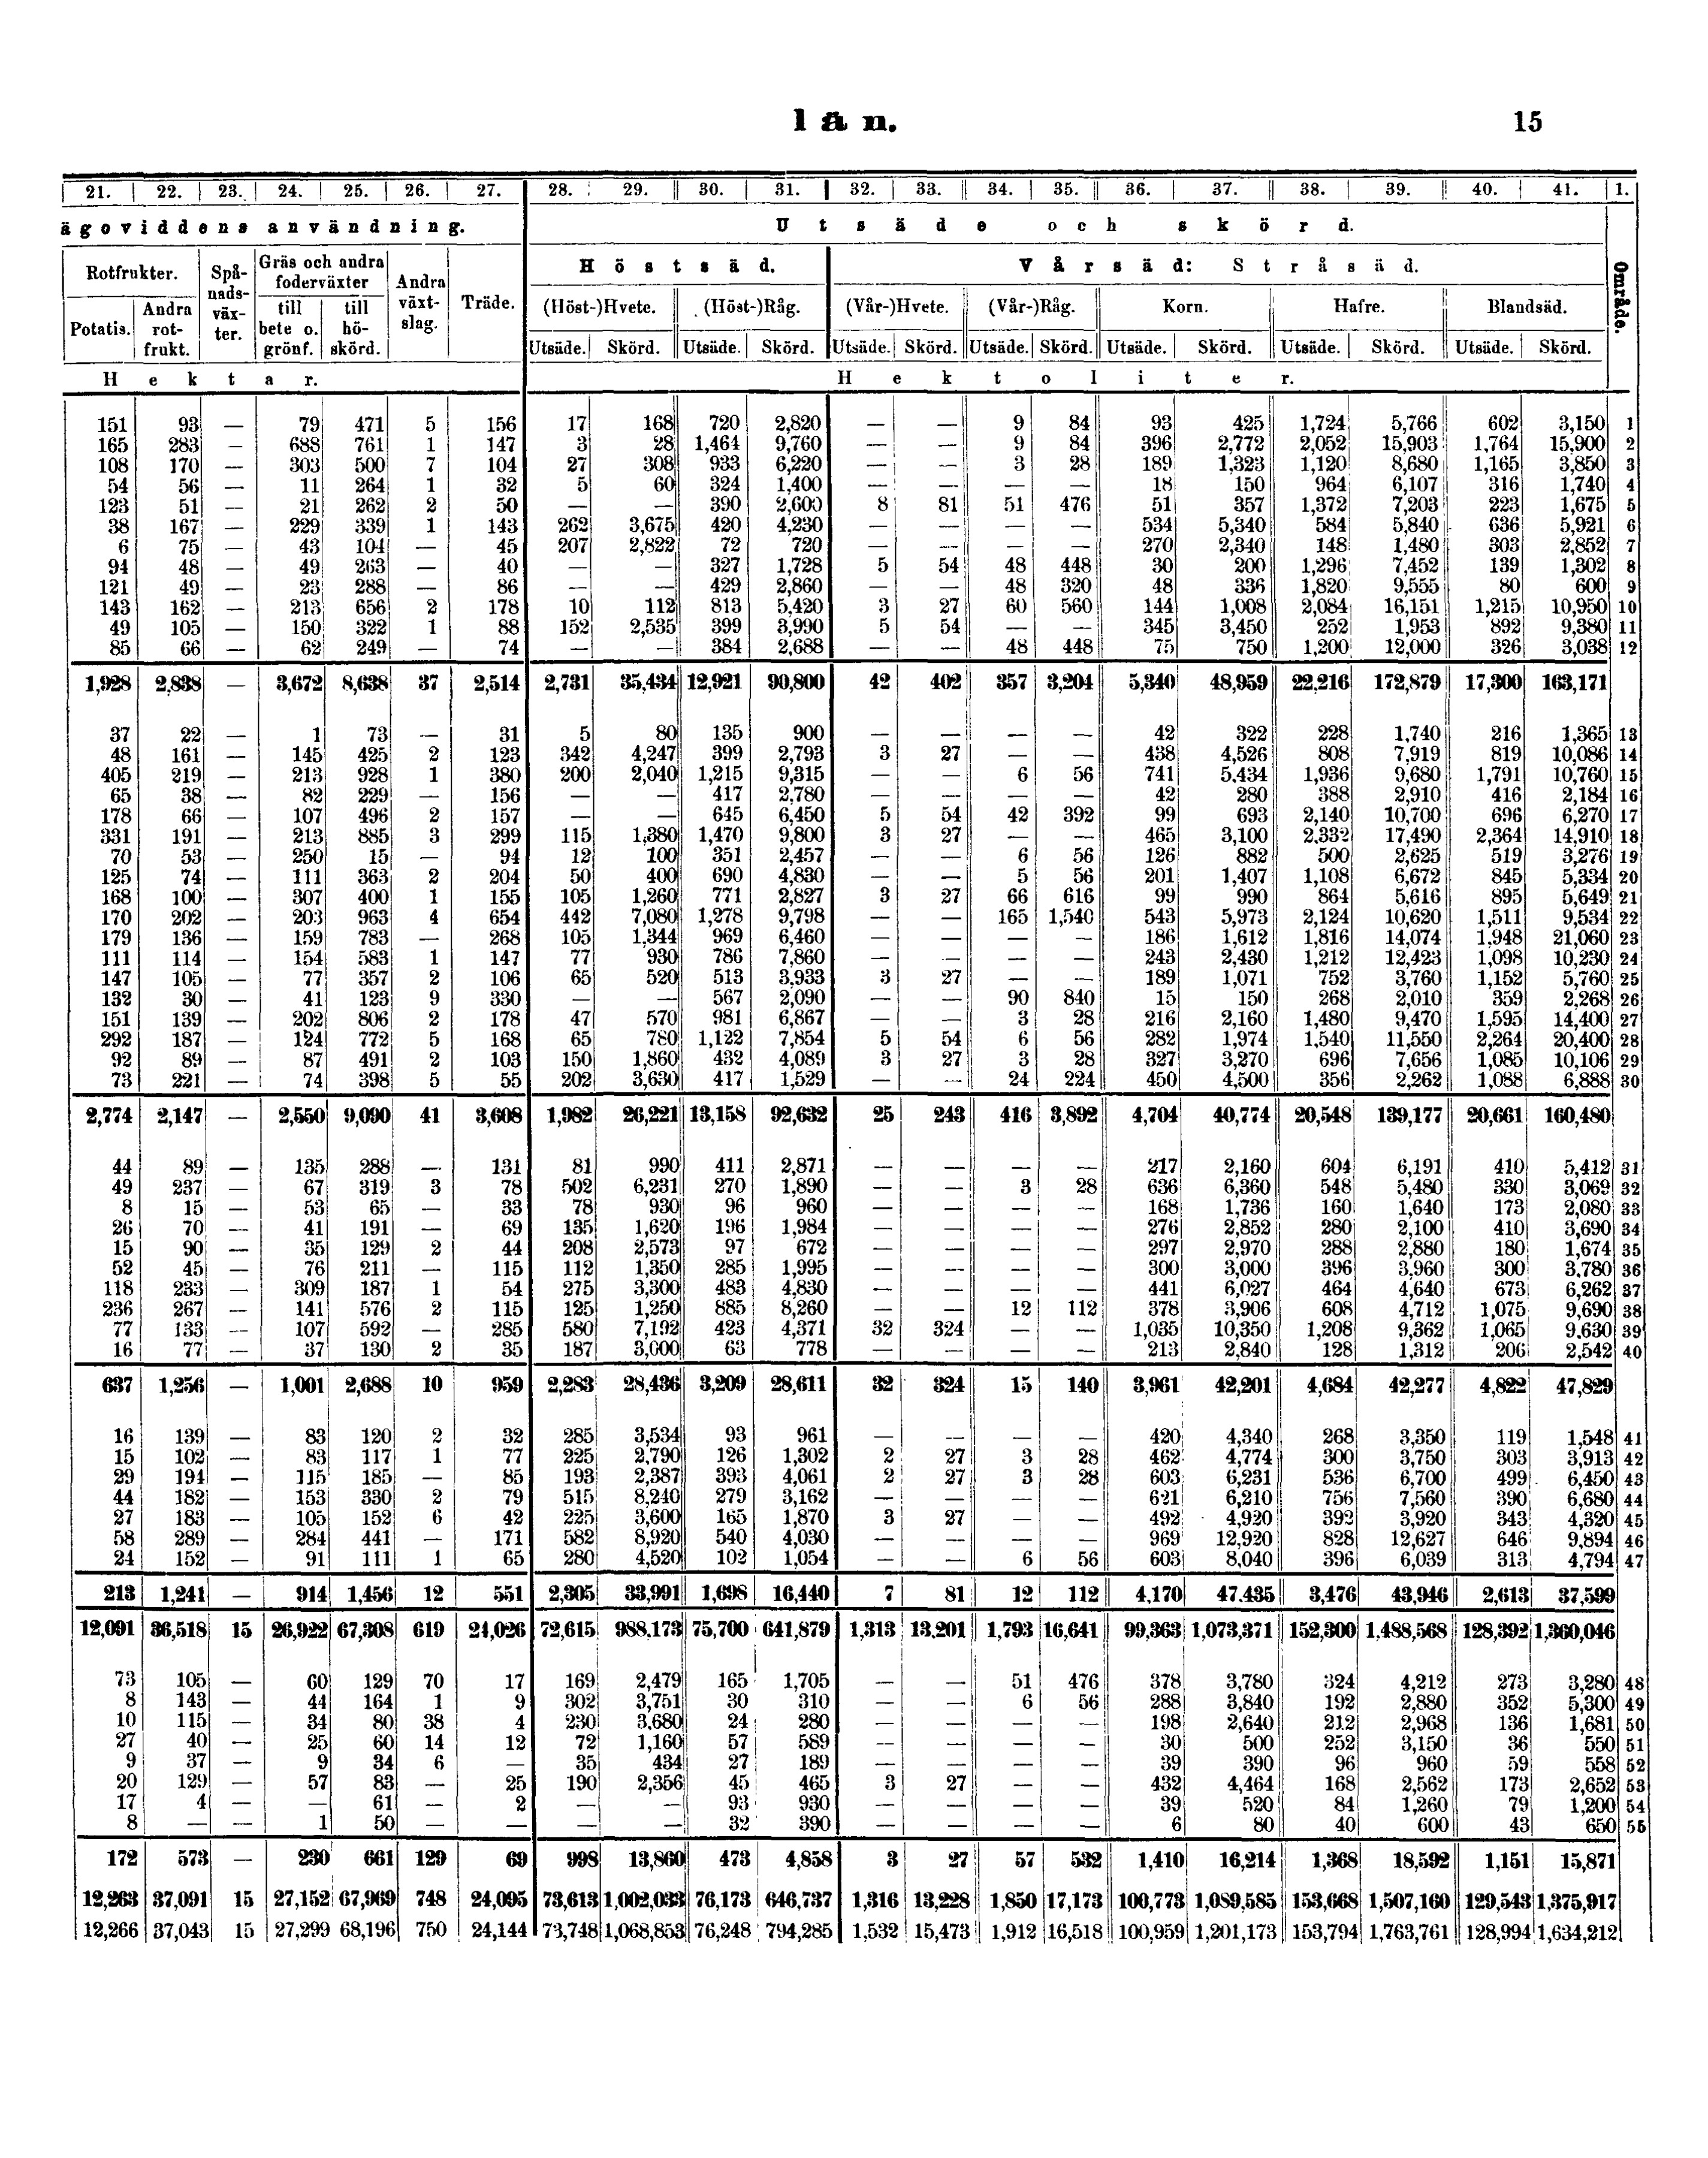 län.
15
21. 22. 23. 24. 25. 26. 27. 28. 29. 30. 31. 32. 33. 34. 35. 36. 37. 38. 39. 40. 41. 1.
ägoviddens användning. Utsäde och skörd.
Rotfrukter. Spå-nads-väx-ter. Gräs och andra foderväxter Andra växt-slag. Träde. Höstsäd. Vårsäd: Stråsäd. Område.
Potatis. Andra rot-frukt. till bete o. grönf. till hö-skörd. (Höst-)Hvete. (Höst-)Råg. (Vår-)Hvete. (Vår-)Råg. Korn. Hafre. Blandsäd.
Utsäde. Skörd. Utsäde. Skörd. Utsäde. Skörd. Utsäde. Skörd. Utsäde. Skörd. Utsäde. Skörd. Utsäde. Skörd.
Hektar. Hektoliter.
151 93 — 79 471 5 156 17 168 720 2,820 — — 9 84 93 425 1,724 5,766 602 3,150 1
165 283 — 688 761 1 147 3 28 1,464 9,760 — — 9 84 396 2,772 2,052 15,903 1,764 15,900 2
108 170 — 303 500 7 104 27 308 933 6,220 — — 3 28 189 1,323 1,120 8,680 1,165 3,850 3
54 56 — 11 264 1 32 5 60 324 1,400 — — — — 18 150 964 6,107 316 1,740 4
123 51 — 21 262 2 50 — — 390 2,600 8 81 51 476 51 357 1,372 7,203 223 1,675 5
38 167 — 229 339 1 143 262 3,675 420 4,230 — — — — 534 5,340 584 5,840 636 5,921 6
6 75 — 43 104 — 45 207 2,822 72 720 — — — — 270 2,340 148 1,480 303 2,852 7
94 48 — 49 263 — 40 — — 327 1,728 5 54 48 448 30 200 1,296 7,452 139 1,302 8
121 49 — 23 288 — 86 — — 429 2,860 — — 48 320 48 336 1,820 9,555 80 600 9
143 162 — 213 656 2 178 10 112 813 5,420 3 27 60 560 144 1,008 2,084 16,151 1,215 10,950 10
49 105 — 150 322 1 88 152 2,535 399 3,990 5 54 — — 345 3,450 252 1,953 892 9,380 11
85 66 — 62 249 — 74 — — 384 2,688 — — 48 448 75 750 1,200 12,000 326 3,038 12
1,928 2,838 — 3,672 8,638 37 2,514 2,731 35,434 12,921 90,800 42 402 357 3,204 5,340 48,959 22,216 172,879 17,300 163,171
37 22 — 1 73 — 31 5 80 135 900 — — — — 42 322 228 1,740 216 1,365 13
48 161 — 145 425 2 123 342 4,247 399 2,793 3 27 — — 438 4,526 808 7,919 819 10,086 14
405 219 — 213 928 1 380 200 2,040 1,215 9,315 — — 6 56 741 5,434 1,936 9,680 1,791 10,760 15
65 38 — 82 229 — 156 — — 417 2,780 — — — — 42 280 388 2,910 416 2,184 16
178 66 — 107 496 2 157 — — 645 6,450 5 54 42 392 99 693 2,140 10,700 696 6,270 17
331 191 — 213 885 3 299 115 1,380 1,470 9,800 3 27 — — 465 3,100 2,332 17,490 2,364 14,910 18
70 53 — 250 15 — 94 12 100 351 2,457 — — 6 56 126 882 500 2,625 519 3,276 19
125 74 — 111 363 2 204 50 400 690 4,830 — — 5 56 201 1,407 1,108 6,672 845 5,334 20
168 100 — 307 400 1 155 105 1,260 771 2,827 3 27 66 616 99 990 864 5,616 895 5,649 21
170 202 — 203 963 4 654 442 7,080 1,278 9,798 — — 165 1,540 543 5,973 2,124 10,620 1,511 9,534 22
179 136 — 159 783 — 268 105 1,344 969 6,460 — — — — 186 1,612 1,816 14,074 1,948 21,060 23
111 114 — 154 583 1 147 77 930 786 7,860 — — — — 243 2,430 1,212 12,423 1,098 10,230 24
147 105 — 77 357 2 106 65 520 513 3,933 3 27 — — 189 1,071 752 3,760 1,152 5,760 25
132 30 — 41 123 9 330 — — 567 2,090 — — 90 840 15 150 268 2,010 359 2,268 26
151 139 — 202 806 2 178 47 570 981 6,867 — — 3 28 216 2,160 1,480 9,470 1,595 14,400 27
292 187 — 124 772 5 168 65 780 1,122 7,854 5 54 6 56 282 1,974 1,540 11,550 2,264 20,400 28
92 89 — 87 491 2 103 150 1,860 432 4,089 3 27 3 28 327 3,270 696 7,656 1,085 10,106 29
73 221 — 74 398 5 55 202 3,630 417 1,529 — — 24 224 450 4,500 356 2,262 1,088 6,888 30
2,774 2,147 — 2,550 9,090 41 3,608 1,982 26,221 13,158 92,632 25 243 416 3,892 4,704 40,774 20,548 139,177 20,661 160,480
44 89 — 135 288 — 131 81 990 411 2,871 — — — — 217 2,160 604 6,191 410 5,412 31
49 237 — 67 319 3 78 502 6,231 270 1,890 — — 3 28 636 6,360 548 5,480 330 3,069 32
8 15 — 53 65 — 33 78 930 96 960 — — — — 168 1,736 160 1,640 173 2,080 33
26 70 — 41 191 — 69 135 1,620 196 1,984 — — — — 276 2,852 280 2,100 410 3,690 34
15 90 — 35 129 2 44 208 2,573 97 672 — — — — 297 2,970 288 2,880 180 1,674 35
52 45 — 76 211 — 115 112 1,350 285 1,995 — — — — 300 3,000 396 3,960 300 3,780 36
118 233 — 309 187 1 54 275 3,300 483 4,830 — — — — 441 6,027 464 4,640 673 6,262 37
236 267 — 141 576 2 115 125 1,250 885 8,260 — — 12 112 378 3,906 608 4,712 1,075 9,690 38
77 133 — 107 592 — 285 580 7,192 423 4,371 32 324 — — 1,035 10,350 1,208 9,362 1,065 9,630 39
16 77 — 37 130 2 35 187 3,000 63 778 — — — — 213 2,840 128 1,312 206 2,542 40
637 1,256 — 1,001 2,688 10 959 2,283 28,436 3,209 28,611 32 324 15 140 3,961 42,201 4,684 42,277 4,822 47,829
16 139 — 83 120 2 32 285 3,534 93 961 — — — — 420 4,340 268 3,350 119 1,548 41
15 102 — 83 117 1 77 225 2,790 126 1,302 2 27 3 28 462 4,774 300 3,750 303 3,913 42
29 194 — 115 185 — 85 193 2,387 393 4,061 2 27 3 28 603 6,231 536 6,700 499 6,450 43
44 182 — 153 330 2 79 515 8,240 279 3,162 — — — — 621 6,210 756 7,560 390 6,680 44
27 183 — 105 152 6 42 225 3,600 165 1,870 3 27 — — 492 4,920 392 3,920 343 4,320 45
58 289 — 284 441 — 171 582 8,920 540 4,030 — — — — 969 12,920 828 12,627 646 9,894 46
24 152 — 91 111 1 65 280 4,520 102 1,054 — — 6 56 603 8,040 396 6,039 313 4,794 47
213 1,241 — 914 1,456 12 551 2,305 33,991 1,698 16,440 7 81 12 112 4,170 47.435 3,476 43,946 2,613 37,599
12,091 36,518 15 26,922 67,308 619 24,026 72,615 988,173 75,700 641,879 1,313 13,201 1,793 16,641 99,363 1,073,371 152,300 1,488,568 128,392 1,360,046
73 105 — 60 129 70 17 169 2,479 165 1,705 — — 51 476 378 3,780 324 4,212 273 3,280 48
8 143 — 44 164 1 9 302 3,751 30 310 — — 6 56 288 3,840 192 2,880 352 5,300 49
10 115 — 34 80 38 4 230 3,680 24 280 — — — — 198 2,640 212 2,968 136 1,681 50
27 40 — 25 60 14 12 72 1,160 57 589 — — — — 30 500 252 3,150 36 550 51
9 37 — 9 34 6 — 35 434 27 189 — — — — 39 390 96 960 59 558 52
20 129 — 57 83 — 25 190 2,356 45 465 3 27 — — 432 4,464 168 2,562 173 2,652 53
17 4 — — 61 — 2 — — 93 930 — — — — 39 520 84 1,260 79 1,200 54
8 — — 1 50 — — — — 32 390 — — — — 6 80 40 600 43 650 55
172 573 — 230 661 129 69 998 13,860 473 4,858 3 27 57 532 1,410 16,214 1,368 18,592 1,151 15,871
12,263 37,091 15 27,152 67,969 748 24,095 73,613 1,002,033 76,173 646,737 1,316 13,228 1,850 17,173 100,773 1,089,585 153,668 1,507,160 129,543 1,375,917
12,266 37,043 15 27,299 68,196 750 24,144 73,748 1,068,853 76,248 794,285 1,532 15,473 1,912 16,518 100,959 1,201,173 153,794 1,763,761 128,994 1,634,212